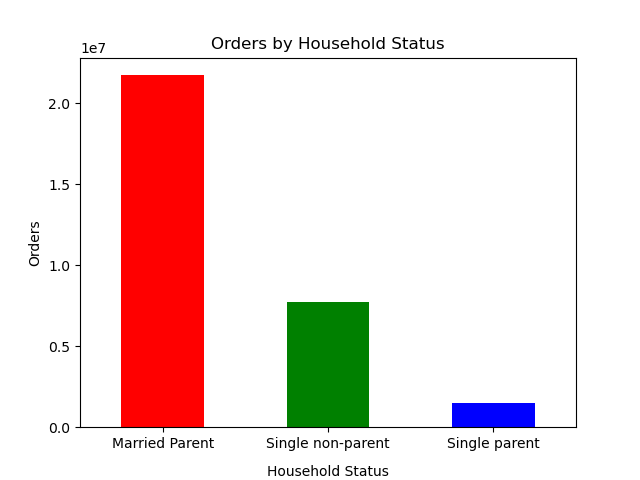 Orders by Household Status
1e7
2.0
1.5
1.0
0.5
0.0
Orders
Married Parent
Single non-parent
Single parent
Household Status